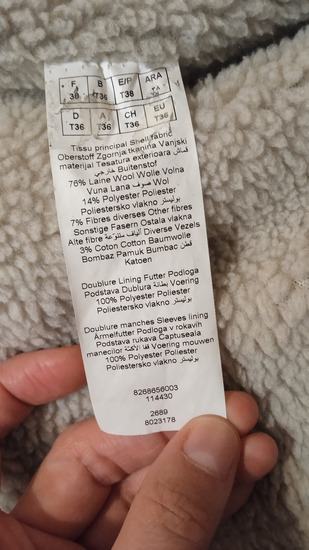 F B E/P ARA
38 T36 T38 ٣٨
D A CH EU
T36 T36 T36 T36
Tissu principal Shell fabric
Oberstoff Zgornja tkanina Vanjski
materijal Tesatura exterioara قماش
خارجي Buitenstof
76% Laine Wool Wolle Volna
Vuna Lana صوف Wol
14% Polyester Poliester
Poliestersko vlakno بوليستر
7% Fibres diverses Other fibres
Sonstige Fasern Ostala vlakna
Alte fibre ألياف متنوعة Diverse Vezels
3% Coton Cotton Baumwolle
Bombaz Pamuk Bumbac قطن
Katoen
Doublure Lining Futter Podloga
Podstava Dublura بطانة Voering
100% Polyester Poliester
Poliestersko vlakno بوليستر
Doublure manches Sleeves lining
Ärmelfutter Podloga v rokavih
Podstava rukava Captuseala
manecilor Voering mouwen
100% Polyester Poliester
Poliestersko vlakno بوليستر
8268656003
114430
2689
8023178